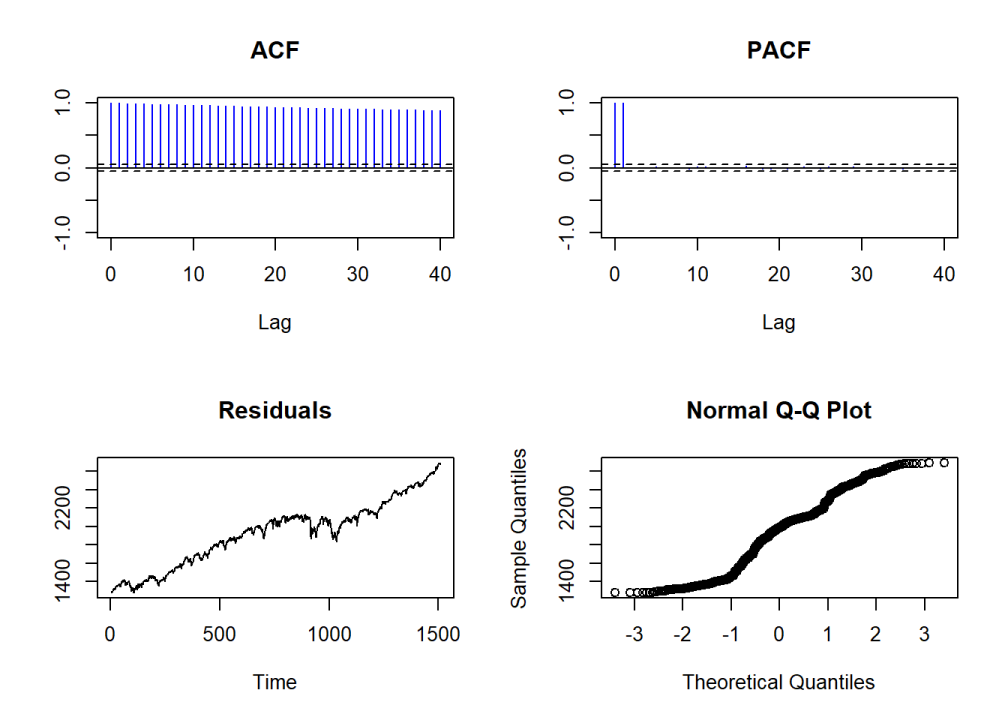 ACF
1.0
0.0
-1.0
0 10 20 30 40
Lag
PACF
1.0
0.0
-1.0
0 10 20 30 40
Lag
Residuals
2200
1400
0 500 1000 1500
Time
Normal Q-Q Plot
Sample Quantiles
2200
1400
-3 -2 -1 0 1 2 3
Theoretical Quantiles